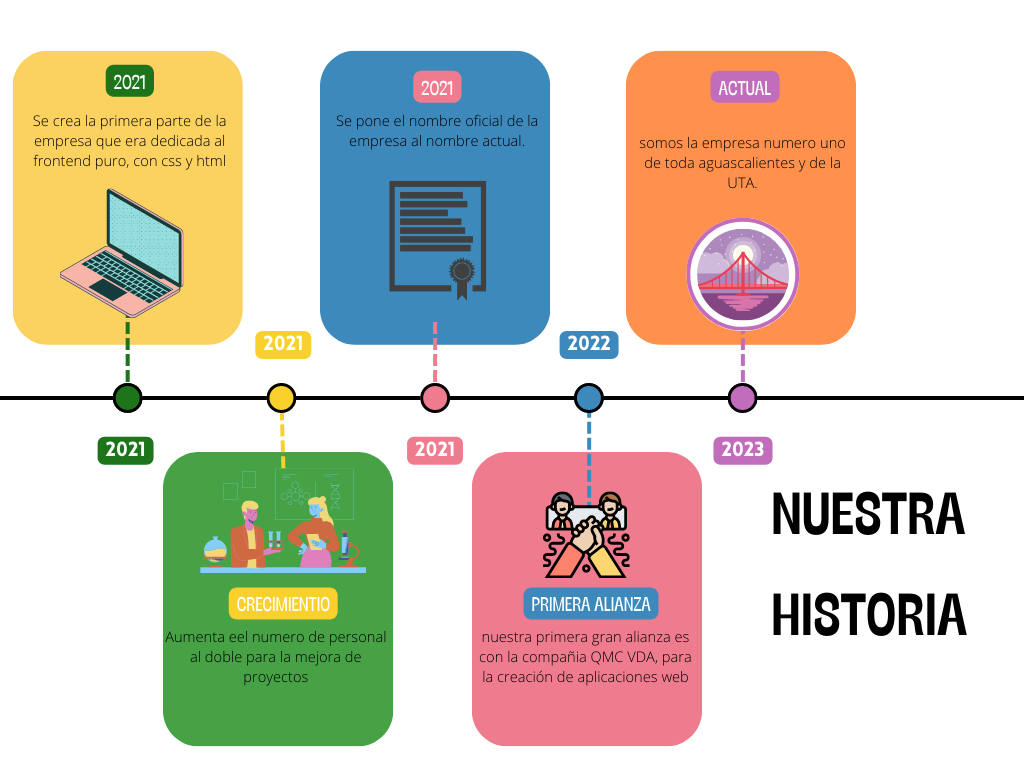 2021
Se crea la primera parte de la
empresa que era dedicada al
frontend puro, con css y html
2021
Se pone el nombre oficial de la
empresa al nombre actual.
ACTUAL
somos la empresa numero uno
de toda aguascalientes y de la
UTA.
2021
2022
2021
2021
2023
CRECIMIENTIO
Aumenta eel numero de personal
al doble para la mejora de
proyectos
PRIMERA ALIANZA
nuestra primera gran alianza es
con la compañia QMC VDA, para
la creación de aplicaciones web
NUESTRA
HISTORIA